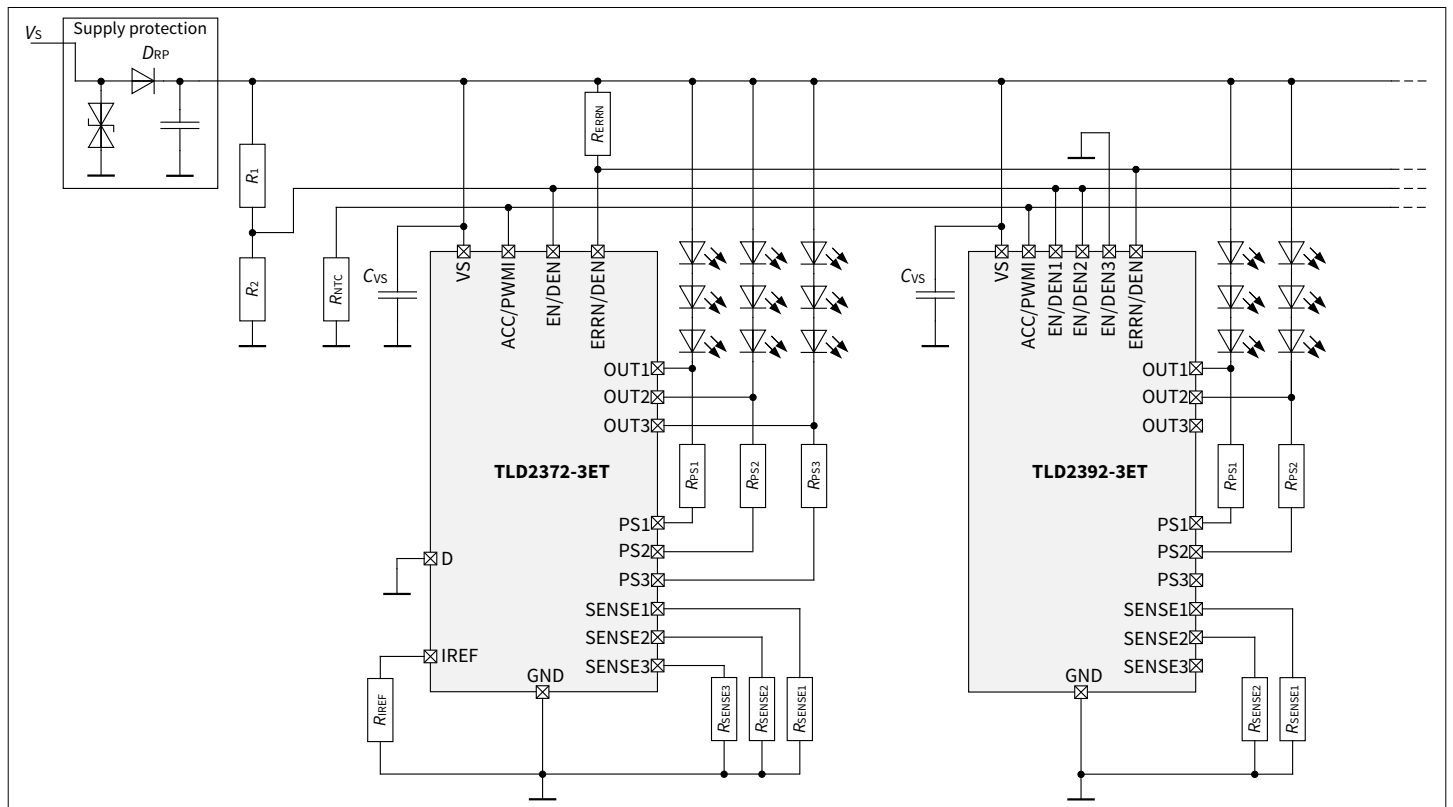 Supply protection
VS
DRP
R1
R2
RNTC
CVS
RERRN
VS
ACC/PWMI
EN/DEN
ERRN/DEN
OUT1
OUT2
OUT3
TLD2372-3ET
RPS1
RPS2
RPS3
PS1
PS2
PS3
D
SENSE1
SENSE2
SENSE3
IREF
GND
RIREF
RSENSE3
RSENSE2
RSENSE1
CVS
VS
ACC/PWMI
EN/DEN1
EN/DEN2
EN/DEN3
ERRN/DEN
OUT1
OUT2
OUT3
TLD2392-3ET
RPS1
RPS2
PS1
PS2
PS3
SENSE1
SENSE2
SENSE3
GND
RSENSE2
RSENSE1